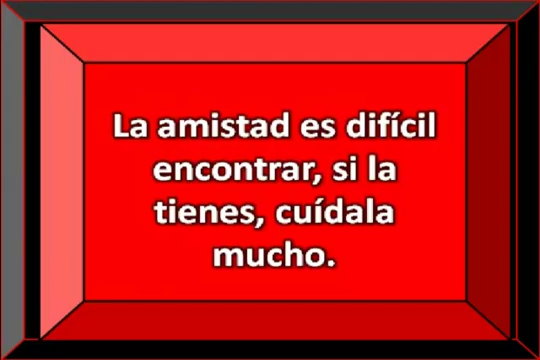 La amistad es difícil
encontrar, si la
tienes, cuídala
mucho.